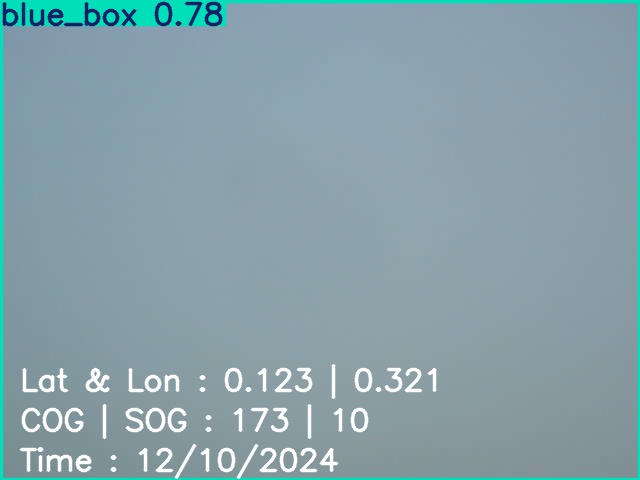 blue_box 0.78
Lat & Lon : 0.123 | 0.321
COG | SOG : 173 | 10
Time : 12/10/2024